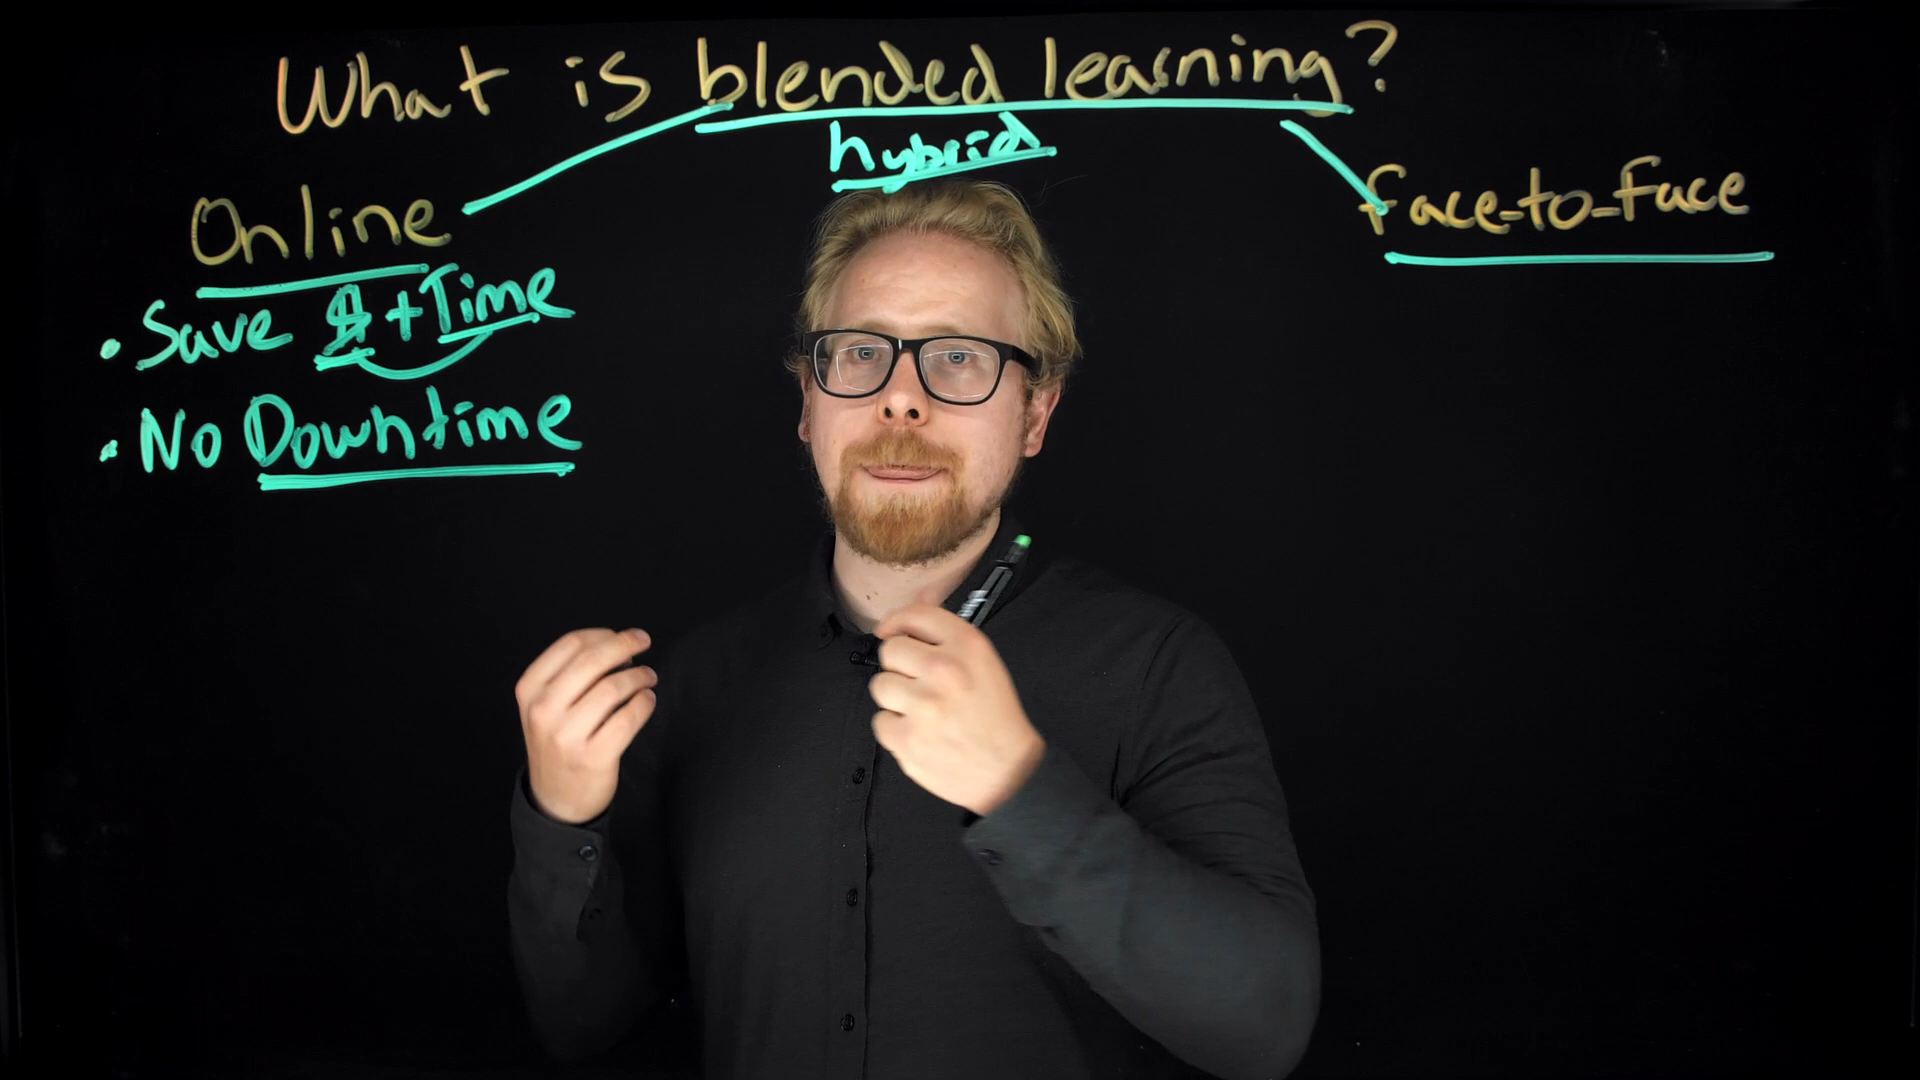 What is blended learning?
hybrid
Online
• Save $ + Time
• No Downtime
face-to-face